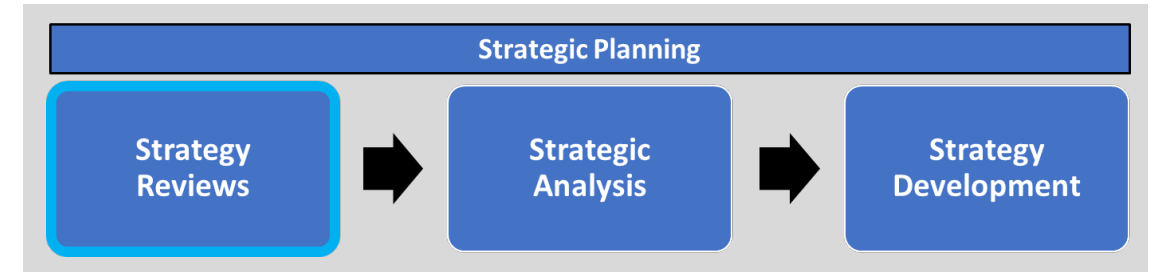 Strategic Planning
Strategy
Reviews
Strategic
Analysis
Strategy
Development